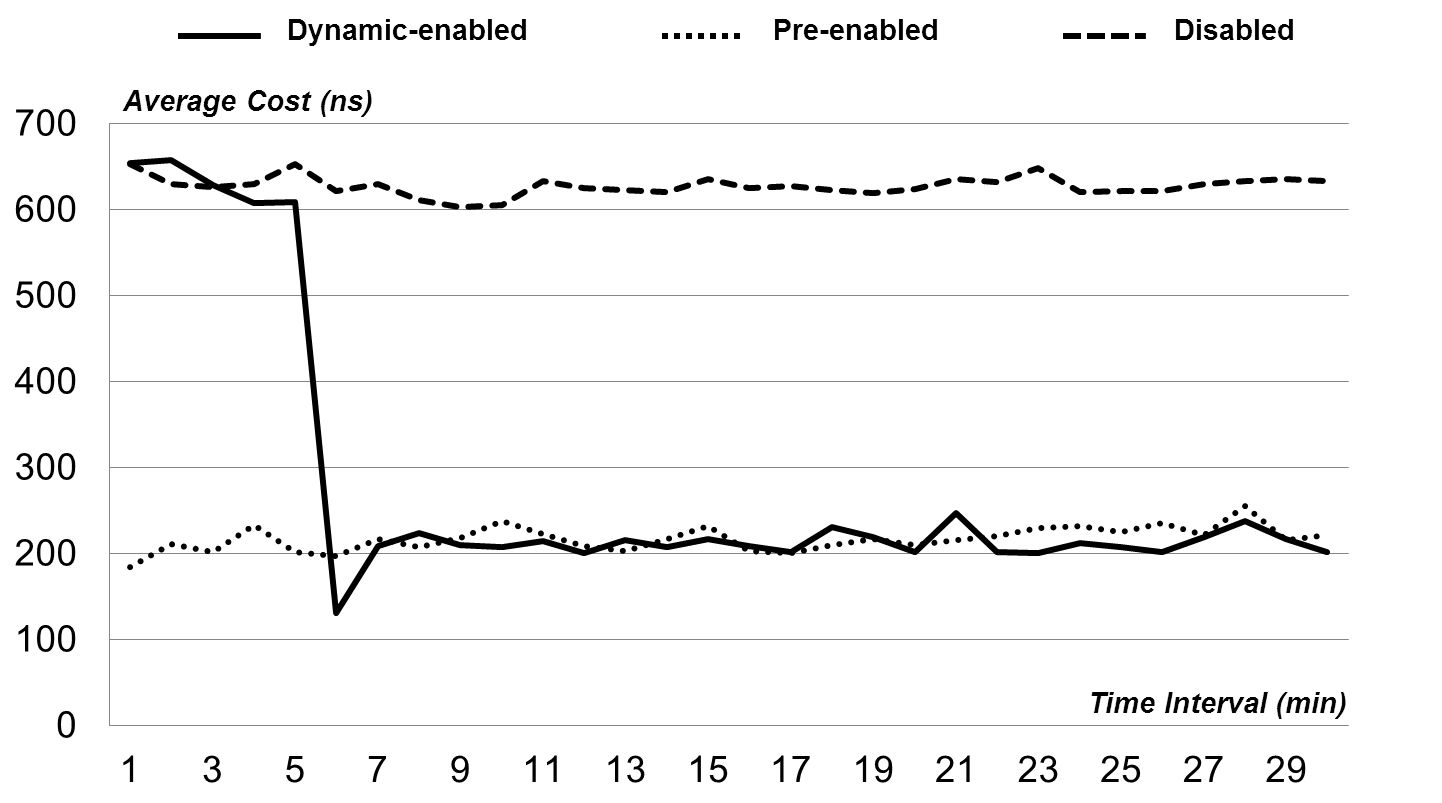 Dynamic-enabled Pre-enabled Disabled
Average Cost (ns)
700
600
500
400
300
200
100
Time Interval (min)
0
1 3 5 7 9 11 13 15 17 19 21 23 25 27 29